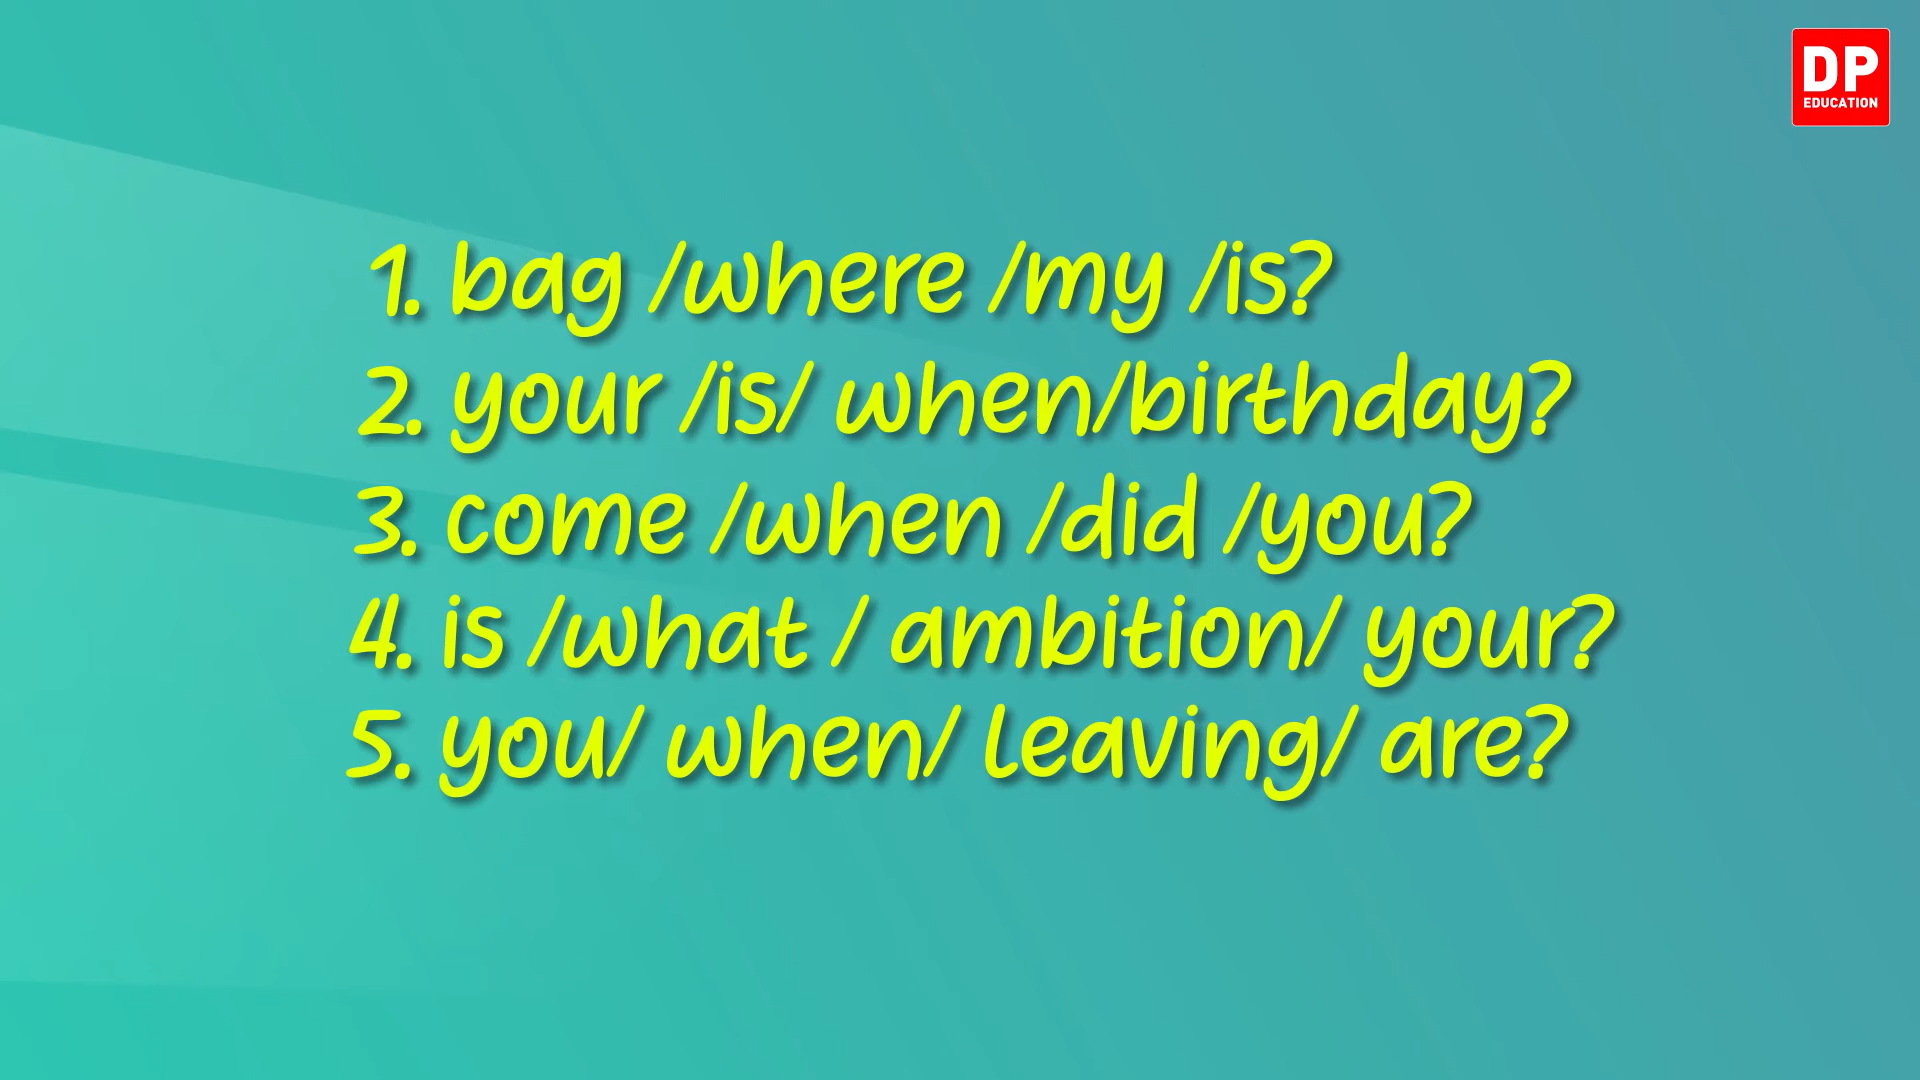 DP
EDUCATION
1. bag /where /my /is?
2. your /is/ when/birthday?
3. come /when /did /you?
4. is /what / ambition/ your?
5. you/ when/ leaving/ are?